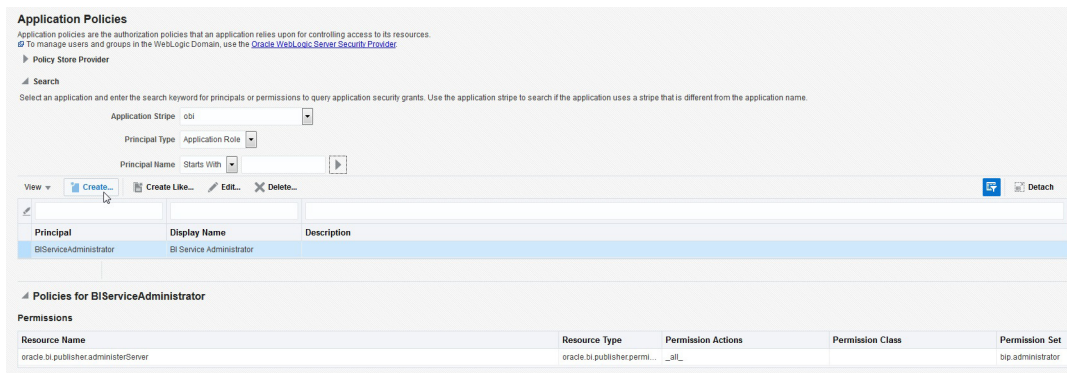 Application Policies
Application policies are the authorization policies that an application relies upon for controlling access to its resources.
To manage users and groups in the WebLogic Domain, use the Oracle WebLogic Server Security Provider.
Policy Store Provider
Search
Select an application and enter the search keyword for principals or permissions to query application security grants. Use the application stripe to search if the application uses a stripe that is different from the application name.
Application Stripe obi
Principal Type Application Role
Principal Name Starts With
View Create... Create Like... Edit... Delete... Detach
Principal Display Name Description
BIServiceAdministrator BI Service Administrator
Policies for BIServiceAdministrator
Permissions
Resource Name Resource Type Permission Actions Permission Class Permission Set
oracle.bi.publisher.administerServer oracle.bi.publisher.permi... _all_ bip.administrator